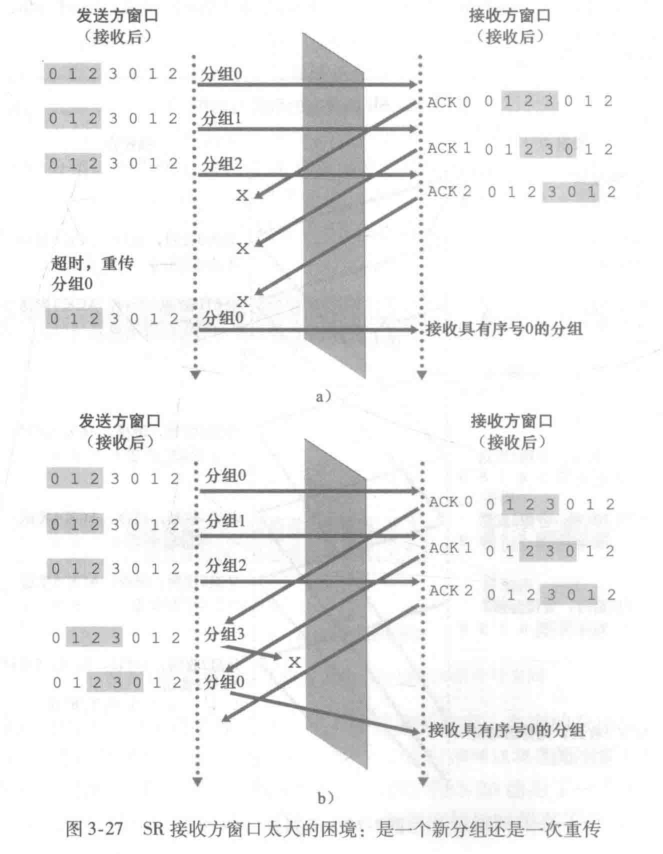 发送方窗口 接收方窗口
（接收后） （接收后）
0 1 2 3 0 1 2 分组0
ACK 0 0 1 2 3 0 1 2
0 1 2 3 0 1 2 分组1
ACK 1 0 1 2 3 0 1 2
0 1 2 3 0 1 2 分组2
ACK 2 0 1 2 3 0 1 2
X
X
超时，重传
分组0
X
0 1 2 3 0 1 2 分组0 接收具有序号0的分组
a）
发送方窗口 接收方窗口
（接收后） （接收后）
0 1 2 3 0 1 2 分组0
ACK 0 0 1 2 3 0 1 2
0 1 2 3 0 1 2 分组1
ACK 1 0 1 2 3 0 1 2
0 1 2 3 0 1 2 分组2
ACK 2 0 1 2 3 0 1 2
0 1 2 3 0 1 2 分组3
X
0 1 2 3 0 1 2 分组0
接收具有序号0的分组
b）
图 3-27 SR 接收方窗口太大的困境：是一个新分组还是一次重传